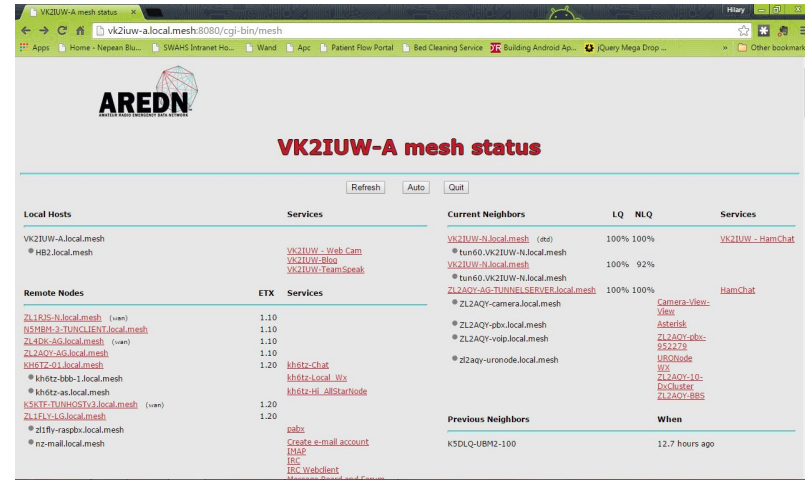 VK2IUW-A mesh status
Hilary
vk2iuw-a.local.mesh:8080/cgi-bin/mesh
Apps Home - Nepean Blu... SWAHS Intranet Ho... Wand Apc Patient Flow Portal Bed Cleaning Service Building Android Ap... jQuery Mega Drop ... » Other bookmark
AREDN
AMATEUR RADIO EMERGENCY DATA NETWORK
VK2IUW-A mesh status
Refresh Auto Quit
Local Hosts Services
VK2IUW-A.local.mesh
HB2.local.mesh VK2IUW - Web Cam
VK2IUW-Blog
VK2IUW-TeamSpeak
Remote Nodes ETX Services
ZL1RJS-N.local.mesh (wan) 1.10
N5MBM-3-TUNCLIENT.local.mesh 1.10
ZL4DK-AG.local.mesh (wan) 1.10
ZL2AQY-AG.local.mesh 1.10
KH6TZ-01.local.mesh 1.20 kh6tz-Chat
kh6tz-bbb-1.local.mesh kh6tz-Local_Wx
kh6tz-as.local.mesh kh6tz-Hi_AllStarNode
K5KTF-TUNHOSTv3.local.mesh (wan) 1.20
ZL1FLY-LG.local.mesh 1.20
zl1fly-raspbx.local.mesh pabx
nz-mail.local.mesh Create e-mail account
IMAP
IRC
IRC Webclient
Message Board and Forum
Current Neighbors LQ NLQ Services
VK2IUW-N.local.mesh (dtd) 100% 100% VK2IUW - HamChat
tun60.VK2IUW-N.local.mesh
VK2IUW-N.local.mesh 100% 92%
tun60.VK2IUW-N.local.mesh
ZL2AQY-AG-TUNNELSERVER.local.mesh 100% 100% HamChat
ZL2AQY-camera.local.mesh Camera-View-
View
ZL2AQY-pbx.local.mesh Asterisk
ZL2AQY-voip.local.mesh ZL2AQY-pbx-
952279
zl2aqy-uronode.local.mesh URONode
WX
ZL2AQY-10-
DxCluster
ZL2AQY-BBS
Previous Neighbors When
K5DLQ-UBM2-100 12.7 hours ago